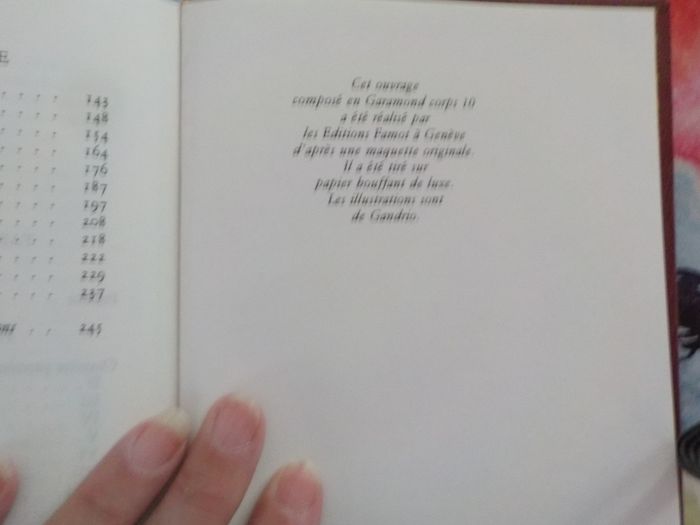 E
143
148
154
164
176
187
197
208
218
222
229
237
245
Cet ouvrage
composé en Garamond corps 10
a été réalisé par
les Editions Famot à Genève
d'après une maquette originale.
Il a été tiré sur
papier bouffant de luxe.
Les illustrations sont
de Gandrio.